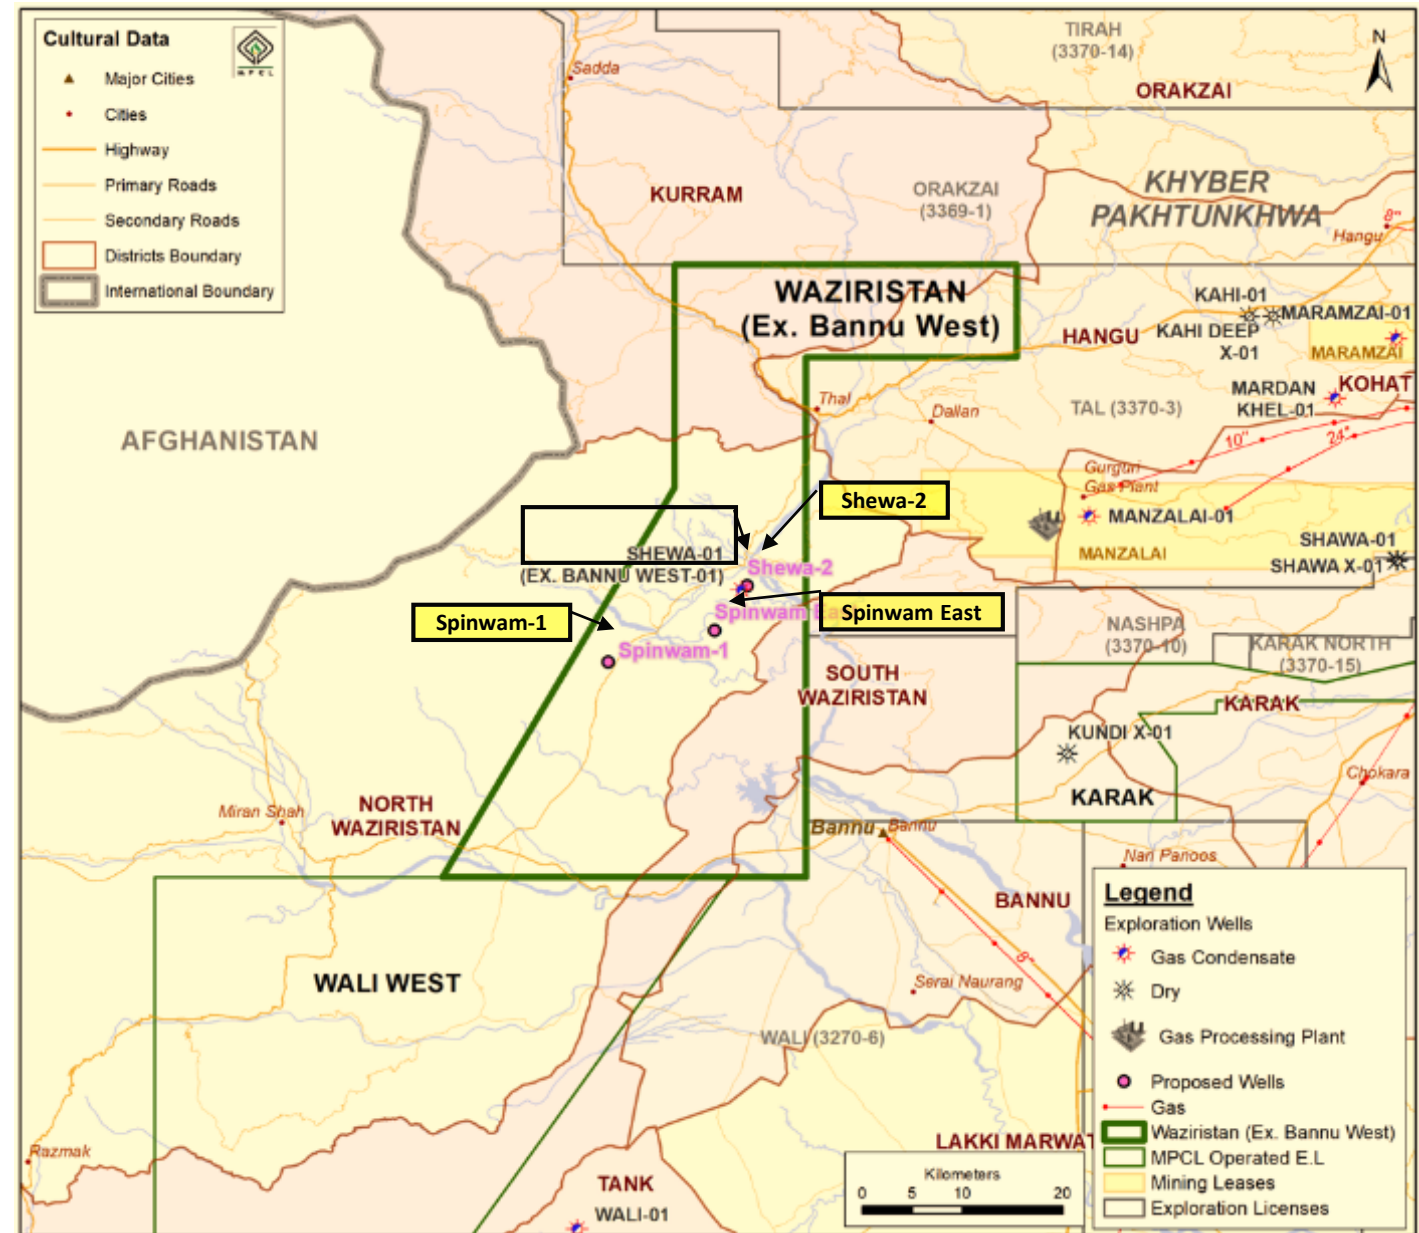 Cultural Data
MPCL
Major Cities
Cities
Highway
Primary Roads
Secondary Roads
Districts Boundary
International Boundary
Sadda
TIRAH
(3370-14)
N
ORAKZAI
KURRAM
ORAKZAI
(3369-1)
KHYBER
PAKHTUNKHWA
8"
Hangu
WAZIRISTAN
(Ex. Bannu West)
KAHI-01
MARAMZAI-01
KAHI DEEP
X-01
HANGU
MARAMZAI
MARDAN
KHEL-01
KOHAT
Thal
Dallan
TAL (3370-3)
10"
24"
AFGHANISTAN
Gurguri
Gas Plant
Shewa-2
MANZALAI-01
SHAWA-01
SHAWA X-01
MANZALAI
SHEWA-01
(EX. BANNU WEST-01)
Shewa-2
Spinwam East
Spinwam East
Spinwam-1
Spinwam-1
NASHPA
(3370-10)
KARAK NORTH
(3370-15)
SOUTH
WAZIRISTAN
KARAK
KUNDI X-01
Chokara
KARAK
NORTH
WAZIRISTAN
Miran Shah
Bannu
Bannu
Nari Panoos
BANNU
8"
WALI WEST
Serai Naurang
WALI (3270-6)
Razmak
LAKKI MARWAT
TANK
WALI-01
Kilometers
0 5 10 20
Legend
Exploration Wells
Gas Condensate
Dry
Gas Processing Plant
Proposed Wells
Gas
Waziristan (Ex. Bannu West)
MPCL Operated E.L
Mining Leases
Exploration Licenses